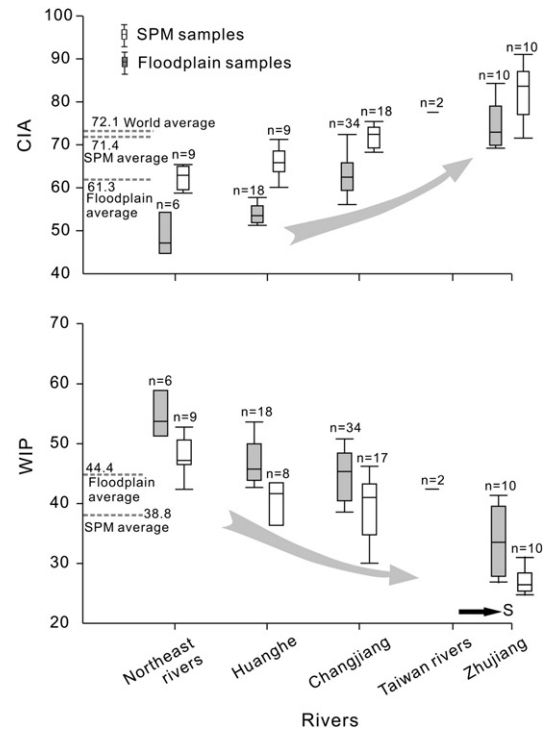 100
SPM samples
Floodplain samples
n=10
90
n=10
n=34
n=18
n=2
80
72.1 World average
n=9
70
71.4
SPM average
n=9
61.3
Floodplain
average
n=6
n=18
60
50
40
CIA
70
60
n=6
n=9
n=18
n=34
50
44.4
Floodplain
average
n=8
n=17
n=2
n=10
40
38.8
SPM average
n=10
30
S
20
WIP
Northeast
rivers
Huanghe
Changjiang
Taiwan rivers
Zhujiang
Rivers